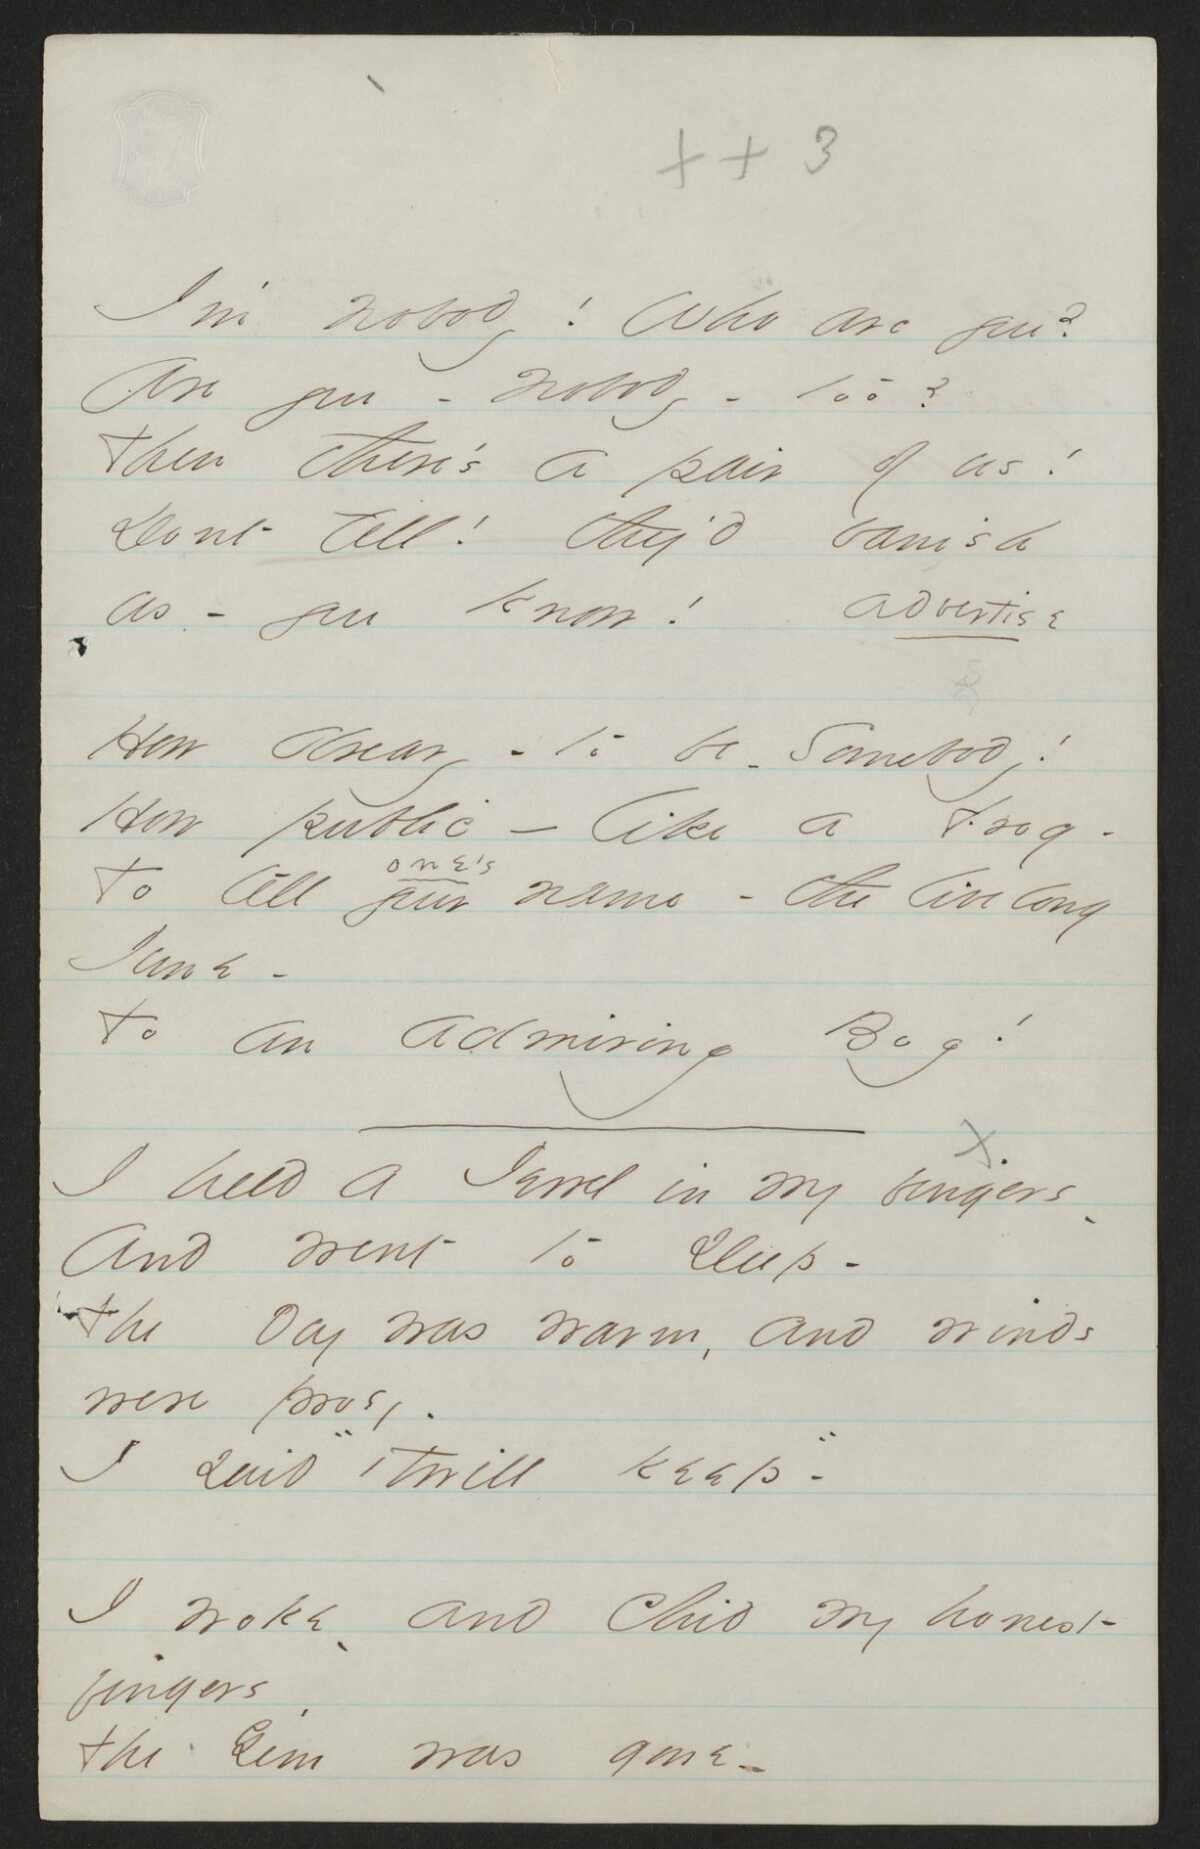 x x 3
I'm nobody! Who are you?
Are you - nobody - too?
Then there's a pair of us!
Dont tell! they'd banish
us - you know! advertise
How dreary - to be - Somebody!
How public - like a Frog -
one's
To tell your name - the livelong
June -
To an admiring Bog!
x
I held a Jewel in my fingers -
And went to sleep -
The day was warm, and winds
were prosy -
I said "'Twill keep" -
I woke - and chid my honest
fingers,
The Gem was gone -